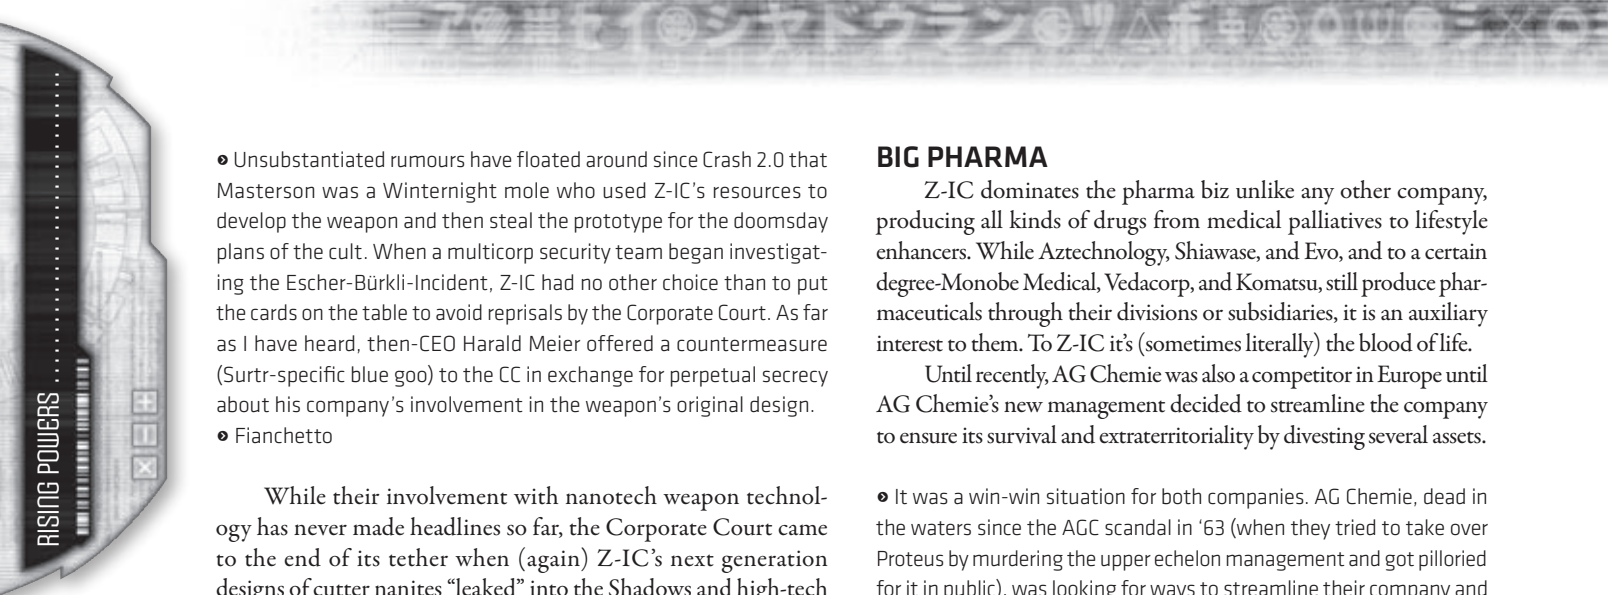 RISING POWERS
› Unsubstantiated rumours have floated around since Crash 2.0 that
Masterson was a Winternight mole who used Z-IC’s resources to
develop the weapon and then steal the prototype for the doomsday
plans of the cult. When a multicorp security team began investigat-
ing the Escher-Bürkli-Incident, Z-IC had no other choice than to put
the cards on the table to avoid reprisals by the Corporate Court. As far
as I have heard, then-CEO Harald Meier offered a countermeasure
(Surtr-specific blue goo) to the CC in exchange for perpetual secrecy
about his company’s involvement in the weapon’s original design.
› Fianchetto
While their involvement with nanotech weapon technol-
ogy has never made headlines so far, the Corporate Court came
to the end of its tether when (again) Z-IC’s next generation
designs of cutter nanites “leaked” into the Shadows and high-tech
BIG PHARMA
Z-IC dominates the pharma biz unlike any other company,
producing all kinds of drugs from medical palliatives to lifestyle
enhancers. While Aztechnology, Shiawase, and Evo, and to a certain
degree-Monobe Medical, Vedacorp, and Komatsu, still produce phar-
maceuticals through their divisions or subsidiaries, it is an auxiliary
interest to them. To Z-IC it’s (sometimes literally) the blood of life.
Until recently, AG Chemie was also a competitor in Europe until
AG Chemie’s new management decided to streamline the company
to ensure its survival and extraterritoriality by divesting several assets.
› It was a win-win situation for both companies. AG Chemie, dead in
the waters since the AGC scandal in ‘63 (when they tried to take over
Proteus by murdering the upper echelon management and got pilloried
for it in public), was looking for ways to streamline their company and